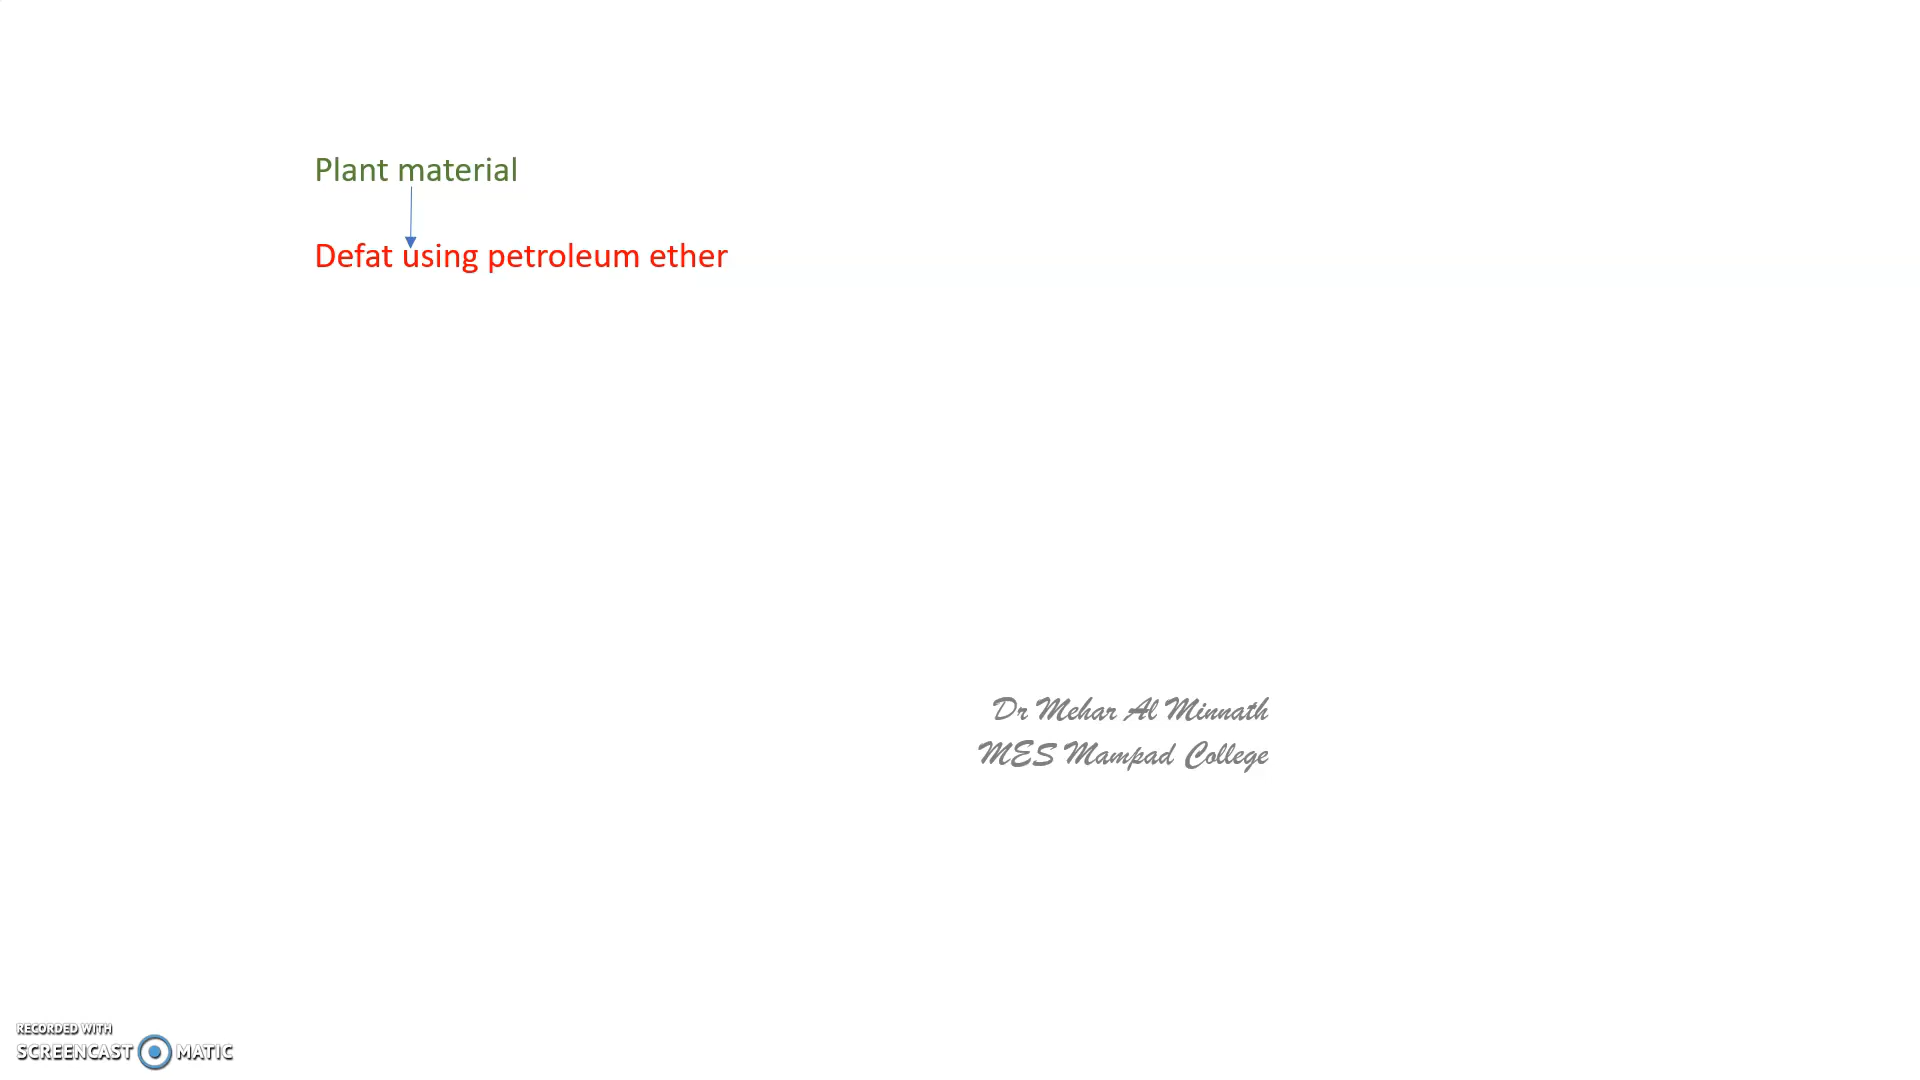 Plant material
Defat using petroleum ether
Dr Mehar Al Minnath
MES Mampad College
RECORDED WITH
SCREENCAST MATIC